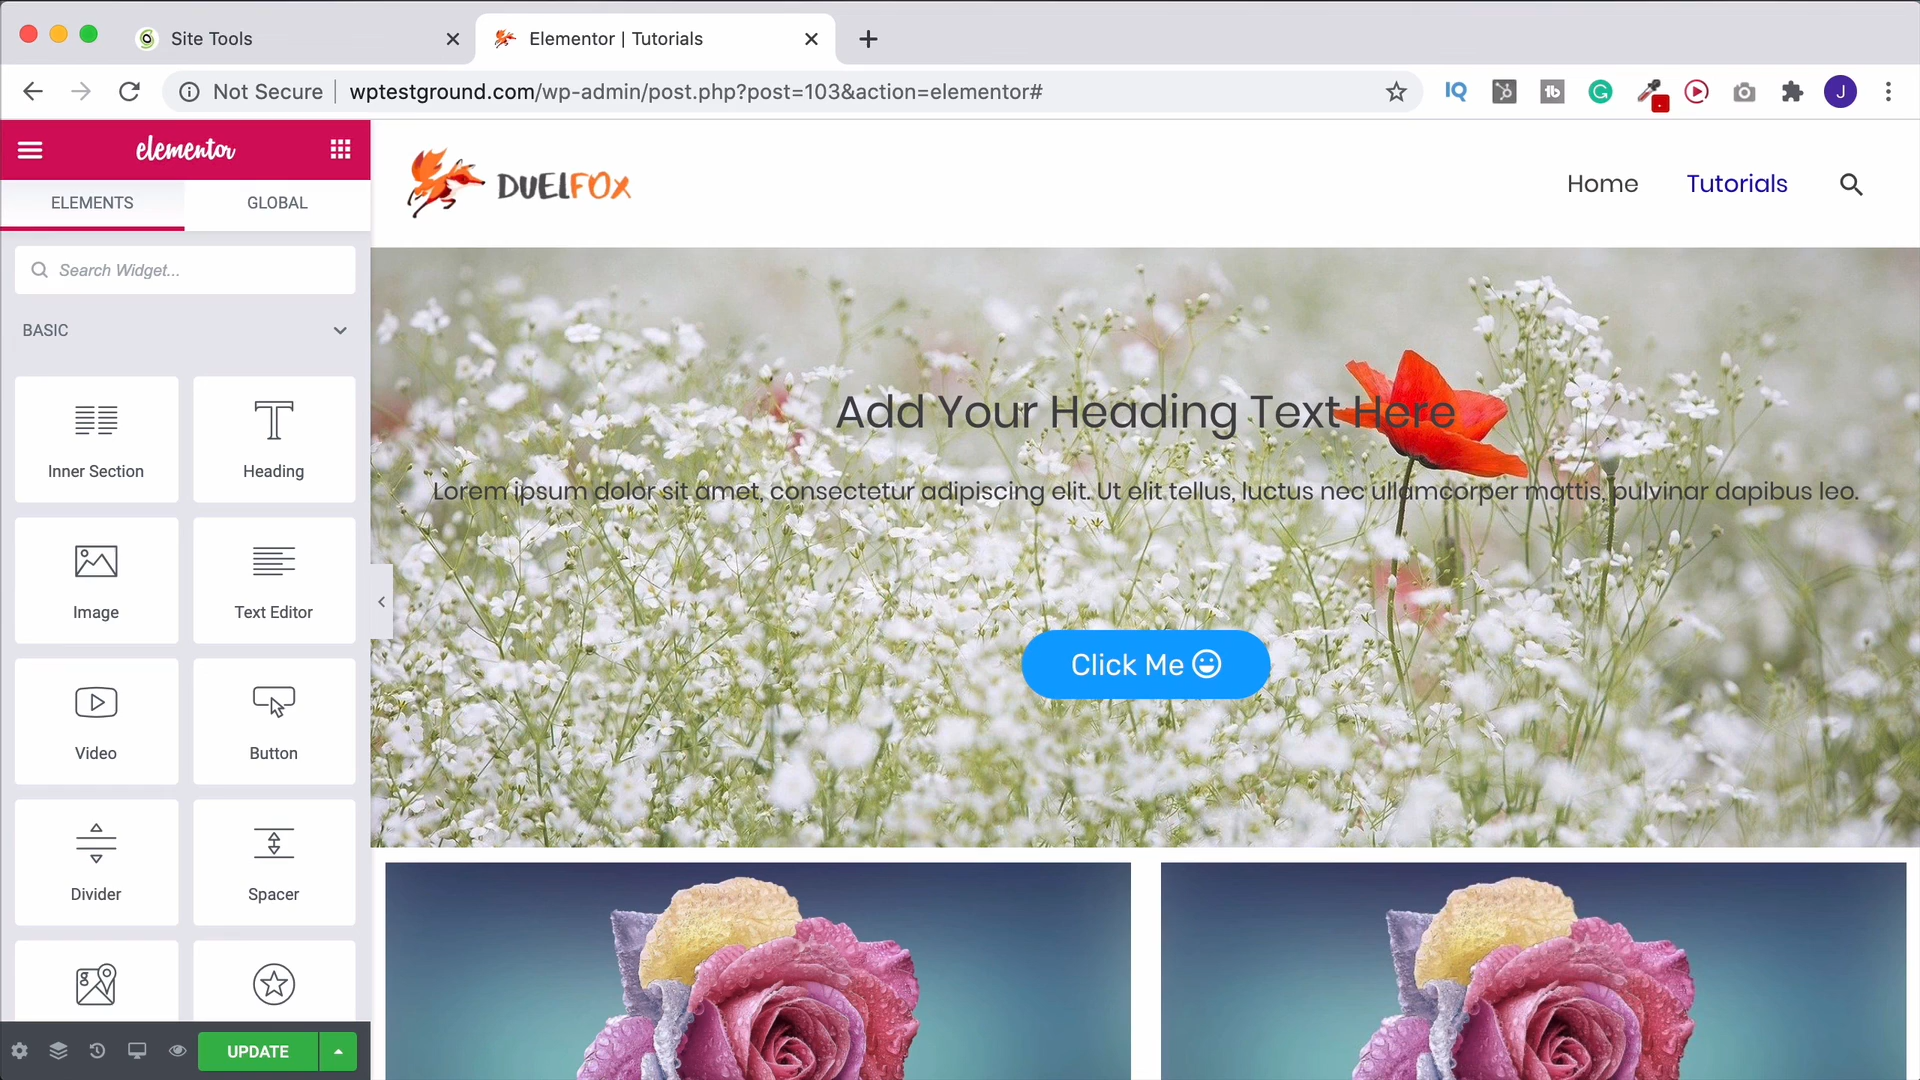 Site Tools
Elementor | Tutorials
Not Secure
wptestground.com/wp-admin/post.php?post=103&action=elementor#
IQ
tb
G
J
elementor
ELEMENTS
GLOBAL
Search Widget...
BASIC
Inner Section
Heading
Image
Text Editor
Video
Button
Divider
Spacer
UPDATE
DUELFOX
Home
Tutorials
Add Your Heading Text Here
Lorem ipsum dolor sit amet, consectetur adipiscing elit. Ut elit tellus, luctus nec ullamcorper mattis, pulvinar dapibus leo.
Click Me